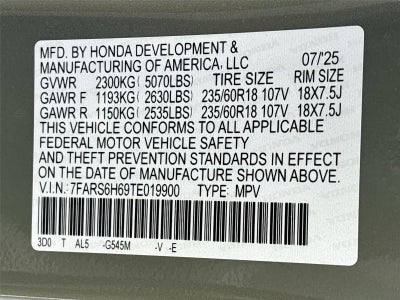 MFD. BY HONDA DEVELOPMENT &
MANUFACTURING OF AMERICA, LLC 07/'25
GVWR 2300KG (5070LBS) TIRE SIZE RIM SIZE
GAWR F 1193KG (2630LBS) 235/60R18 107V 18X7.5J
GAWR R 1150KG (2535LBS) 235/60R18 107V 18X7.5J
THIS VEHICLE CONFORMS TO ALL APPLICABLE
FEDERAL MOTOR VEHICLE SAFETY
AND THEFT PREVENTION STANDARDS IN EFFECT
ON THE DATE OF MANUFACTURE SHOWN ABOVE.
V.I.N.: 7FARS6H69TE019900 TYPE: MPV
3D0 T AL5 -G545M -V -E